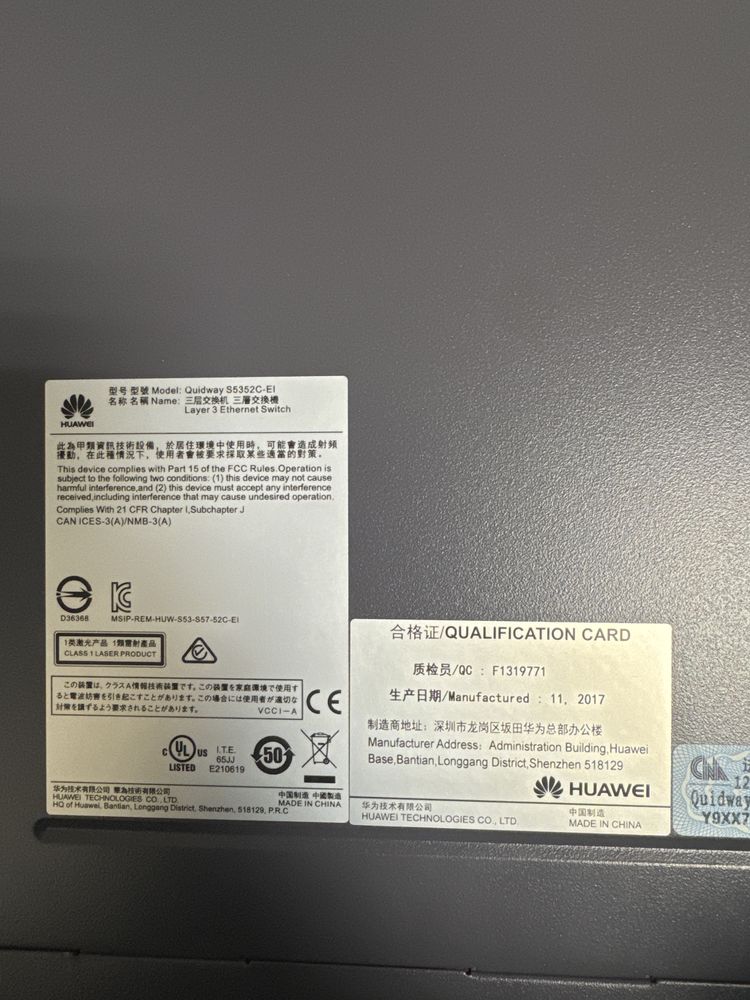 HUAWEI
型号 型號 Model: Quidway S5352C-EI
名称 名稱 Name: 三层交换机 三層交換機
Layer 3 Ethernet Switch
此為甲類資訊技術設備，於居住環境中使用時，可能會造成射頻
擾動，在此種情況下，使用者會被要求採取某些適當的對策。
This device complies with Part 15 of the FCC Rules.Operation is
subject to the following two conditions: (1) this device may not cause
harmful interference,and (2) this device must accept any interference
received,including interference that may cause undesired operation.
Complies With 21 CFR Chapter I,Subchapter J
CAN ICES-3(A)/NMB-3(A)
D36368
MSIP-REM-HUW-S53-S57-52C-EI
1类激光产品 1類雷射產品
CLASS 1 LASER PRODUCT
この装置は、クラスA情報技術装置です。この装置を家庭環境で使用す
ると電波妨害を引き起こすことがあります。この場合には使用者が適切な
対策を講ずるよう要求されることがあります。
VCCI-A
CE
c UL US
LISTED
I.T.E.
65JJ
E210619
50
华为技术有限公司 華為技術有限公司
HUAWEI TECHNOLOGIES CO., LTD.
HQ of Huawei, Bantian, Longgang District, Shenzhen, 518129, P.R.C
中国制造 中國製造
MADE IN CHINA
合格证/QUALIFICATION CARD
质检员/QC : F1319771
生产日期/Manufactured : 11, 2017
制造商地址: 深圳市龙岗区坂田华为总部办公楼
Manufacturer Address: Administration Building,Huawei
Base,Bantian,Longgang District,Shenzhen 518129
HUAWEI
华为技术有限公司
HUAWEI TECHNOLOGIES CO., LTD.
中国制造
MADE IN CHINA
Quidway
Y9XX7